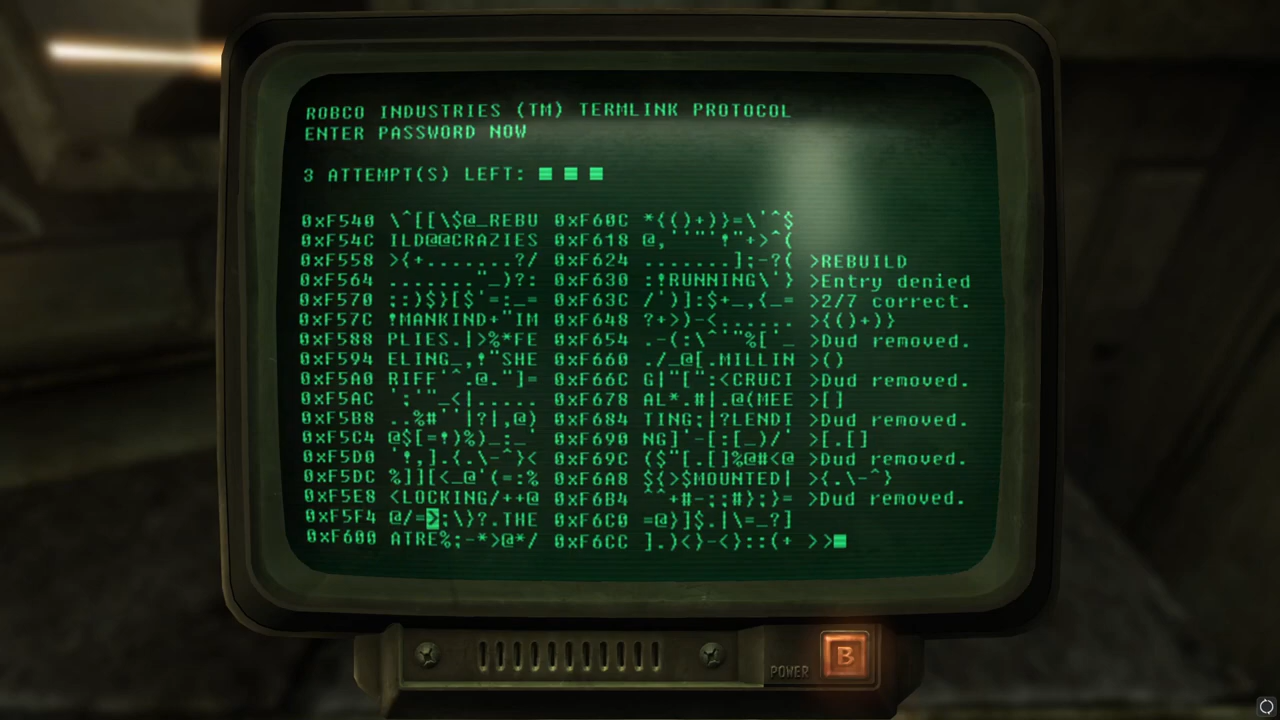 ROBCO INDUSTRIES (TM) TERMLINK PROTOCOL
ENTER PASSWORD NOW
3 ATTEMPT(S) LEFT: ■ ■ ■
0xF540 \^[[\$@_REBU 0xF60C *{()+)}=\'^$
0xF54C ILD@@CRAZIES 0xF618 @,''"'!"+>^(
0xF558 >{+.......?/ 0xF624 .......];-?( >REBUILD
0xF564 ......."_)?: 0xF630 :!RUNNING\'} >Entry denied
0xF570 ;:)$}[$'=:_= 0xF63C /')]:$+_,{_= >2/7 correct.
0xF57C !MANKIND+"IM 0xF648 ?+>)-<...... >{()+)}
0xF588 PLIES.|>%*FE 0xF654 .-(:\^'"%['_ >Dud removed.
0xF594 ELING_,!"SHE 0xF660 ./_@[.MILLIN >()
0xF5A0 RIFF'^.@."]= 0xF66C G|"[":<CRUCI >Dud removed.
0xF5AC ';'"_<|..... 0xF678 AL*.#|.@(MEE >[]
0xF5B8 ..%#''|?|,@) 0xF684 TING;|?LENDI >Dud removed.
0xF5C4 @$[=!)%)_:_- 0xF690 NG]'-[:[_)/' >[.[]
0xF5D0 '!,].{.\-^}< 0xF69C ($"[.[]%@#<@ >Dud removed.
0xF5DC %]][<_@'(=:% 0xF6A8 ${>$MOUNTED| >{.\-^}
0xF5E8 <LOCKING/++@ 0xF6B4 ^^+#-;;#};}= >Dud removed.
0xF5F4 @/=>;\}?.THE 0xF6C0 =@}]$.|\=_?]
0xF600 ATRE%;-*>@*/ 0xF6CC ].)<}-<}::(+ >>■
POWER
B